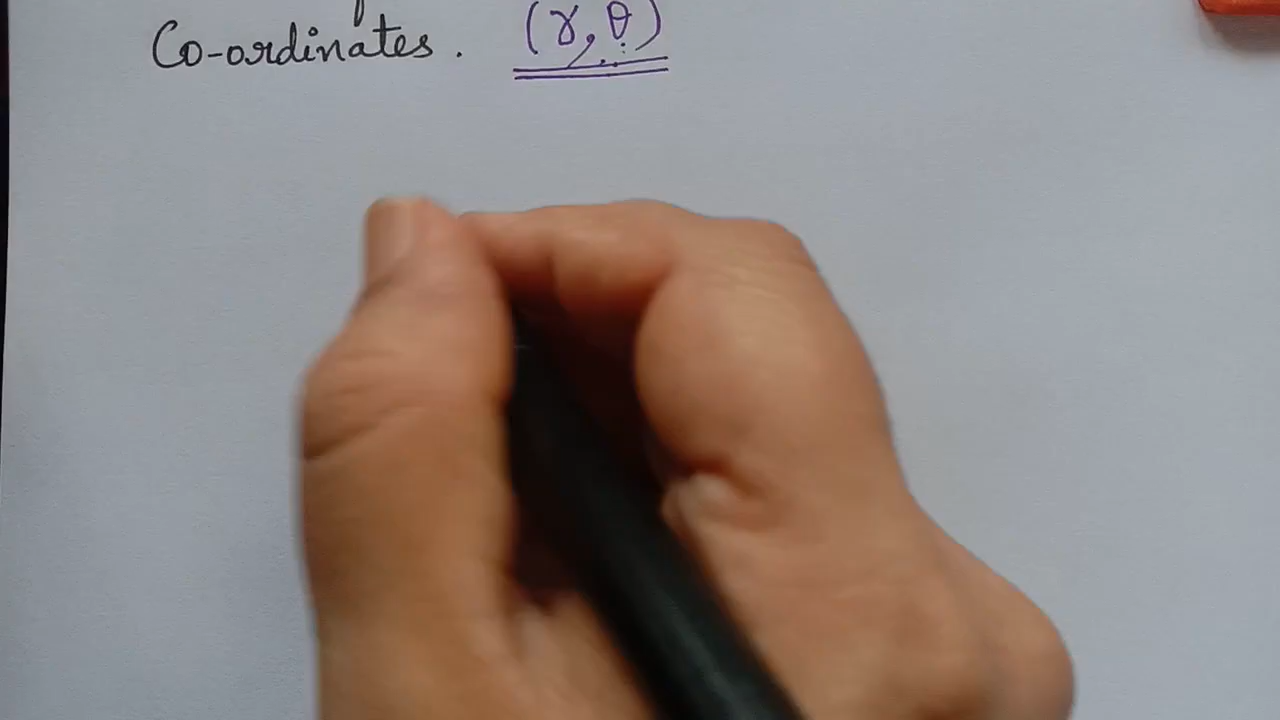 Co-ordinates. (r, θ)